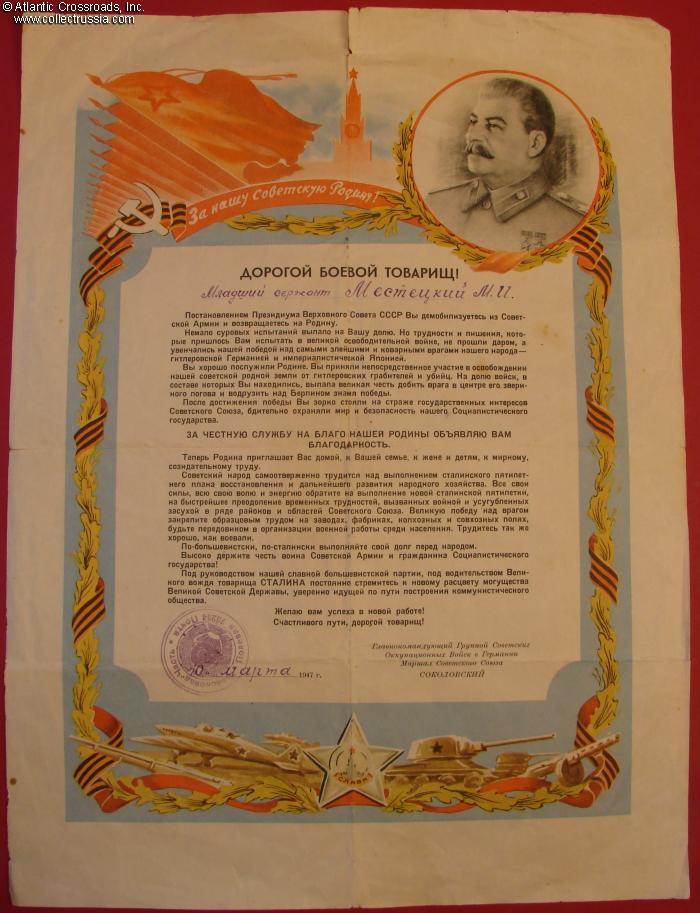 © Atlantic Crossroads, Inc.
www.collectrussia.com
За нашу Советскую Родину!
ДОРОГОЙ БОЕВОЙ ТОВАРИЩ!
Младший сержант Местецкий М.И.
Постановлением Президиума Верховного Совета СССР Вы демобилизуетесь из Совет-
ской Армии и возвращаетесь на Родину.
Немало суровых испытаний выпало на Вашу долю. Но трудности и лишения, кото-
рые пришлось Вам испытать в великой освободительной войне, не прошли даром, а
увенчались нашей победой над самыми злейшими и коварными врагами нашего народа—
гитлеровской Германией и империалистической Японией.
Вы хорошо послужили Родине. Вы приняли непосредственное участие в освобождении
нашей советской родной земли от гитлеровских грабителей и убийц. На долю войск, в
составе которых Вы находились, выпала великая честь добить врага в центре его звери-
ного логова и водрузить над Берлином знамя победы.
После достижения победы Вы зорко стояли на страже государственных интересов
Советского Союза, бдительно охраняли мир и безопасность нашего Социалистического
государства.
ЗА ЧЕСТНУЮ СЛУЖБУ НА БЛАГО НАШЕЙ РОДИНЫ ОБЪЯВЛЯЮ ВАМ
БЛАГОДАРНОСТЬ.
Теперь Родина приглашает Вас домой, к Вашей семье, к жене и детям, к мирному,
созидательному труду.
Советский народ самоотверженно трудится над выполнением сталинского пятилет-
него плана восстановления и дальнейшего развития народного хозяйства. Все свои
силы, всю свою волю и энергию обратите на выполнение новой сталинской пятилетки,
на быстрейшее преодоление временных трудностей, вызванных войной и усугубленных
засухой в ряде районов и областей Советского Союза. Великую победу над врагом
закрепите образцовым трудом на заводах, фабриках, колхозных и совхозных полях,
будьте передовиком в организации военной работы среди населения. Трудитесь так же
хорошо, как воевали.
По-большевистски, по-сталински выполняйте свой долг перед народом.
Высоко держите честь воина Советской Армии и гражданина Социалистического
государства!
Под руководством нашей славной большевистской партии, под водительством Вели-
кого вождя товарища СТАЛИНА постоянно стремитесь к новому расцвету могущества
Великой Советской Державы, уверенно идущей по пути построения коммунистического
общества.
Желаю вам успеха в новой работе!
Счастливого пути, дорогой товарищ!
Главнокомандующий Группой Советских
Оккупационных Войск в Германии
Маршал Советского Союза
СОКОЛОВСКИЙ
Полевая Почта
10 марта 1947 г.
СЛАВА